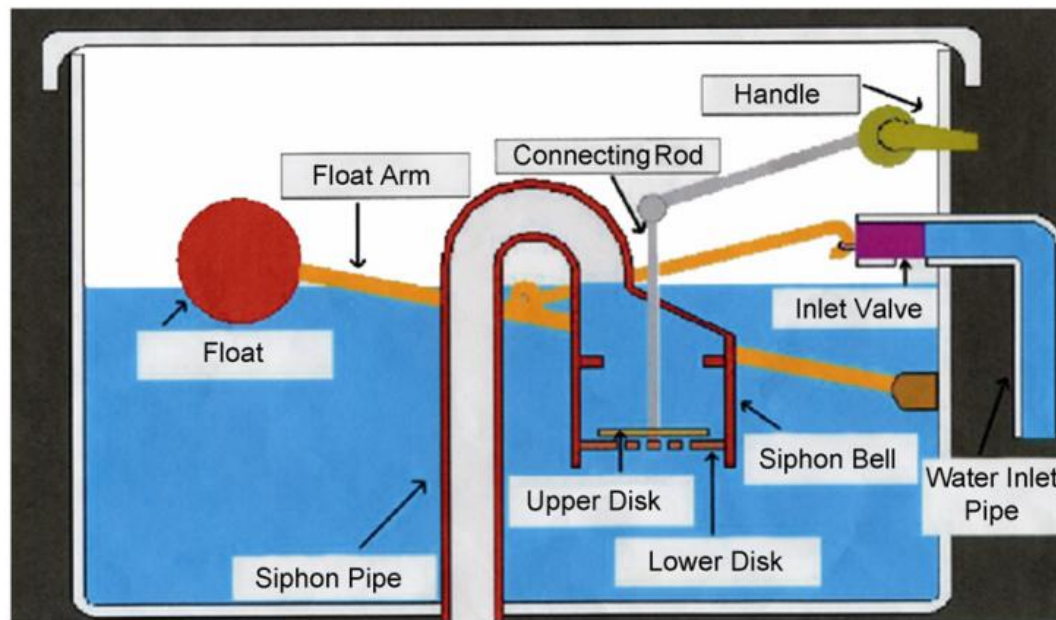 Handle
Connecting Rod
Float Arm
Inlet Valve
Float
Siphon Bell
Water Inlet
Pipe
Upper Disk
Lower Disk
Siphon Pipe